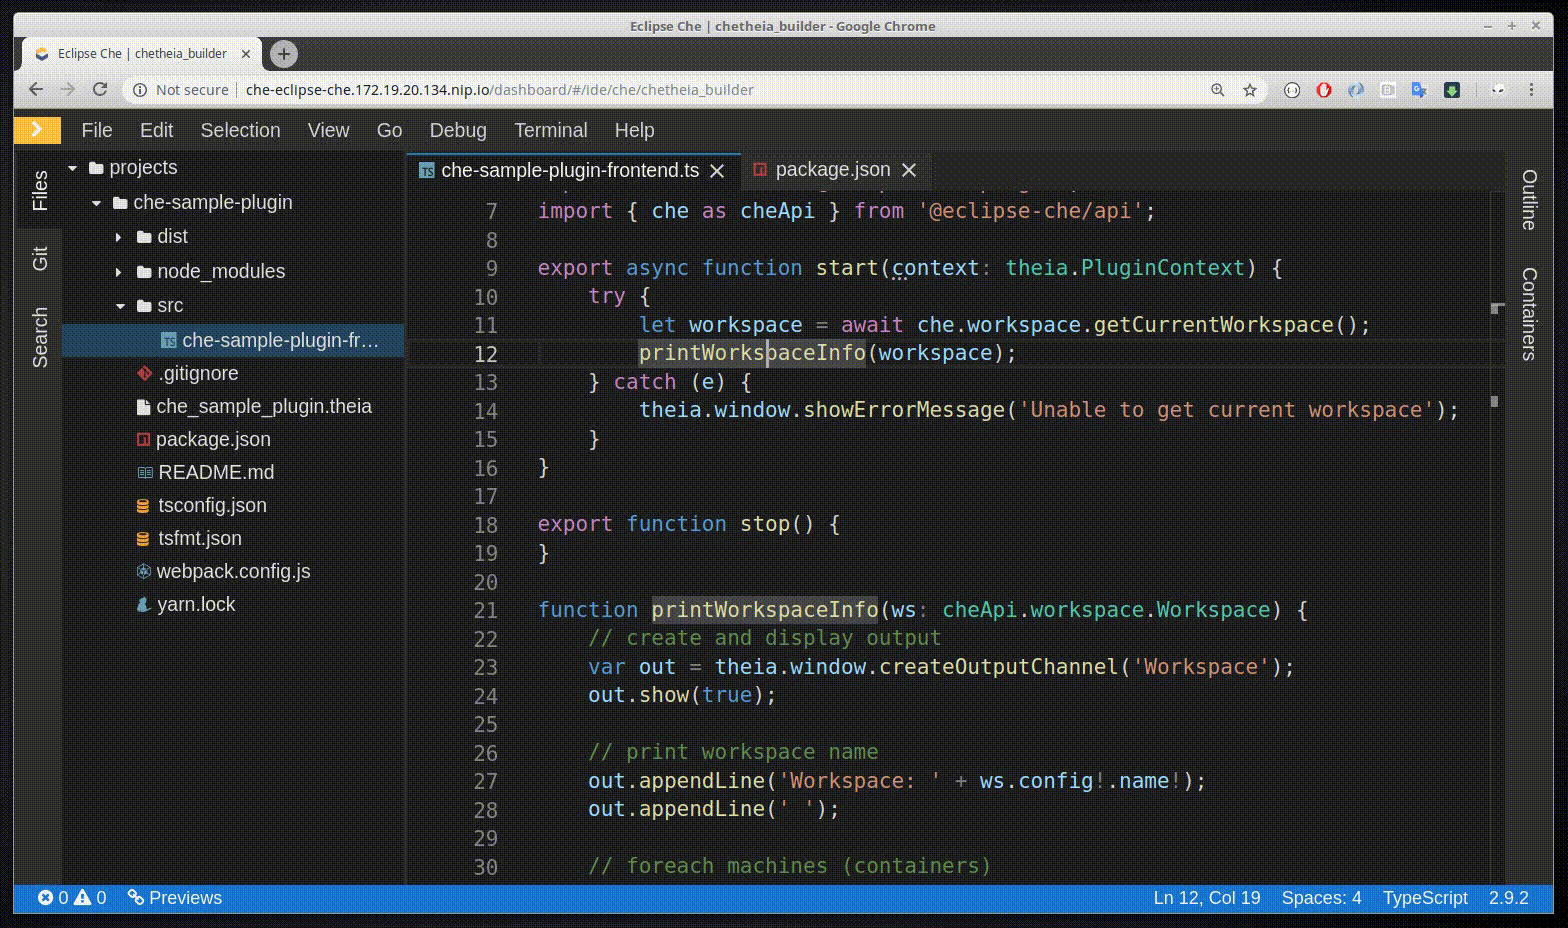 Eclipse Che | chetheia_builder - Google Chrome
Eclipse Che | chetheia_builder
Not secure | che-eclipse-che.172.19.20.134.nip.io/dashboard/#/ide/che/chetheia_builder
File Edit Selection View Go Debug Terminal Help
Files
Git
Search
projects
che-sample-plugin
dist
node_modules
src
che-sample-plugin-fr...
.gitignore
che_sample_plugin.theia
package.json
README.md
tsconfig.json
tsfmt.json
webpack.config.js
yarn.lock
TS che-sample-plugin-frontend.ts package.json
7 import { che as cheApi } from '@eclipse-che/api';
8
9 export async function start(context: theia.PluginContext) {
10 try {
11 let workspace = await che.workspace.getCurrentWorkspace();
12 printWorkspaceInfo(workspace);
13 } catch (e) {
14 theia.window.showErrorMessage('Unable to get current workspace');
15 }
16 }
17
18 export function stop() {
19 }
20
21 function printWorkspaceInfo(ws: cheApi.workspace.Workspace) {
22 // create and display output
23 var out = theia.window.createOutputChannel('Workspace');
24 out.show(true);
25
26 // print workspace name
27 out.appendLine('Workspace: ' + ws.config!.name!);
28 out.appendLine(' ');
29
30 // foreach machines (containers)
Outline
Containers
0 0 Previews
Ln 12, Col 19 Spaces: 4 TypeScript 2.9.2